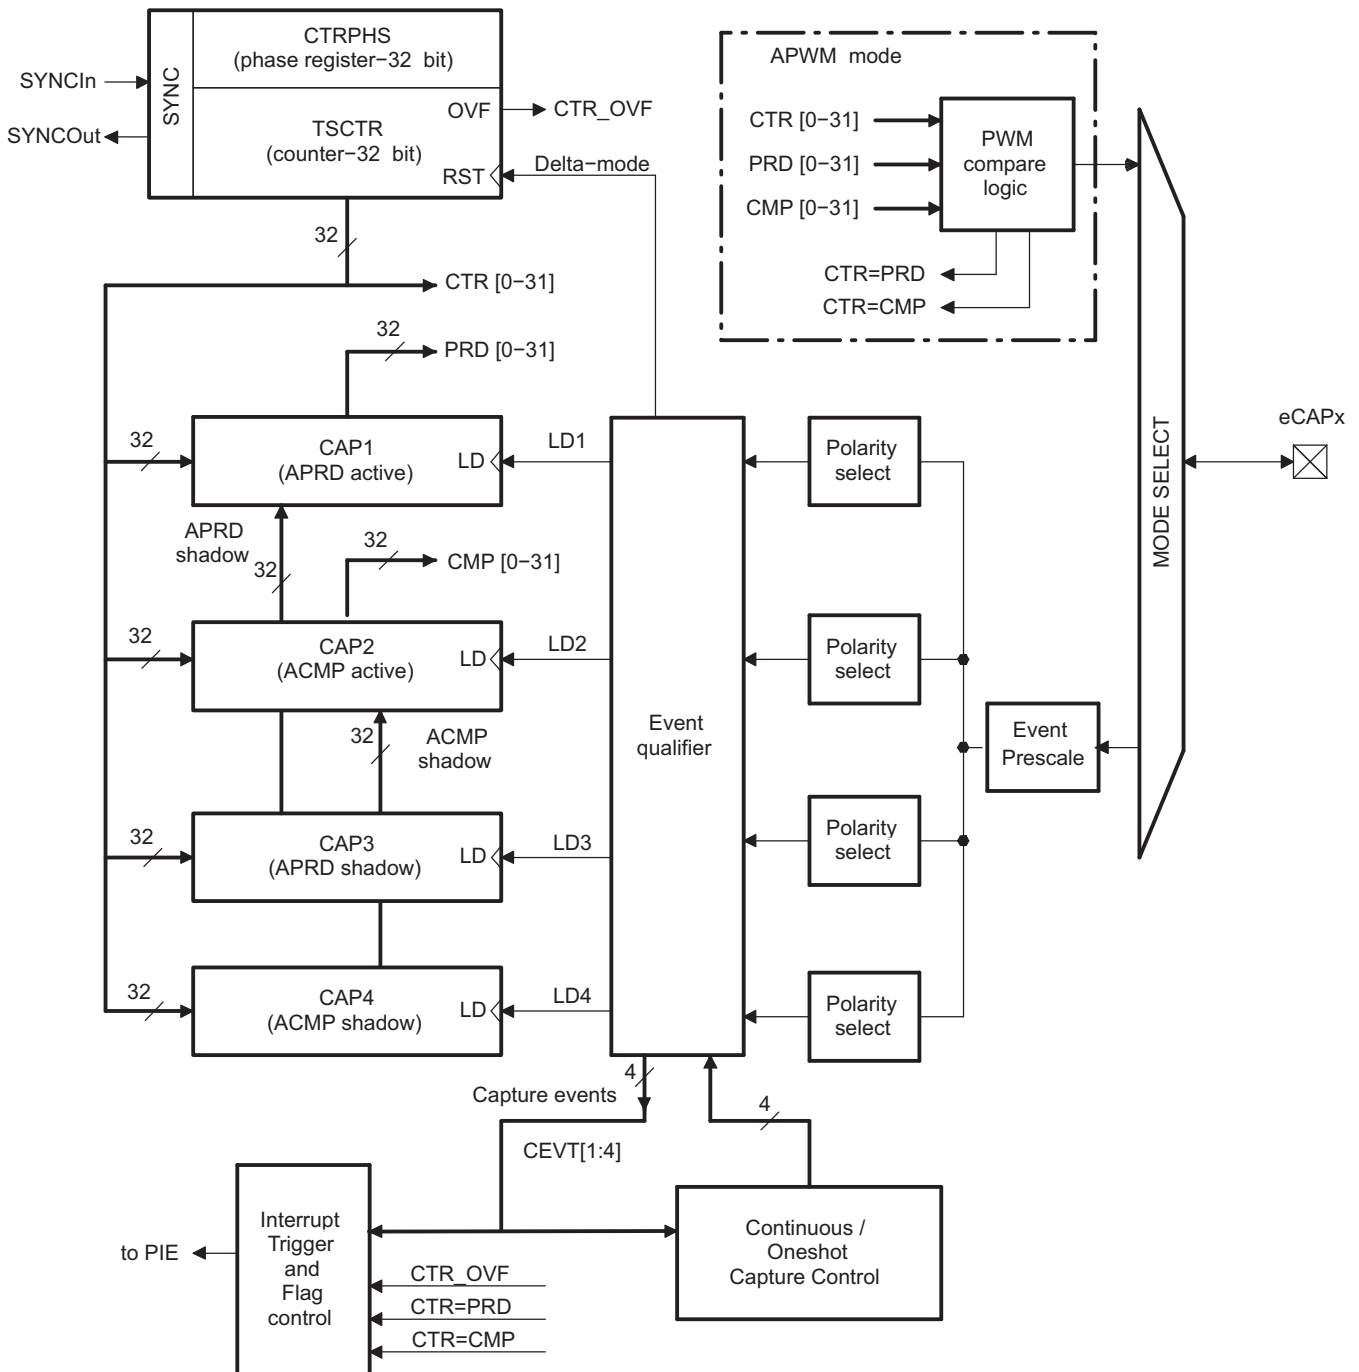 CTRPHS
(phase register−32 bit)
SYNC
SYNCIn
SYNCOut
OVF
CTR_OVF
TSCTR
(counter−32 bit)
RST
Delta−mode
32
CTR [0−31]
32
PRD [0−31]
APWM mode
CTR [0−31]
PRD [0−31]
CMP [0−31]
PWM
compare
logic
CTR=PRD
CTR=CMP
MODE SELECT
eCAPx
32
CAP1
(APRD active)
LD
LD1
Polarity
select
APRD
shadow
32
32
CMP [0−31]
32
CAP2
(ACMP active)
LD
LD2
Polarity
select
Event
qualifier
32
ACMP
shadow
Event
Prescale
32
CAP3
(APRD shadow)
LD
LD3
Polarity
select
32
CAP4
(ACMP shadow)
LD
LD4
Polarity
select
4
Capture events
4
CEVT[1:4]
Interrupt
Trigger
and
Flag
control
to PIE
CTR_OVF
CTR=PRD
CTR=CMP
Continuous /
Oneshot
Capture Control